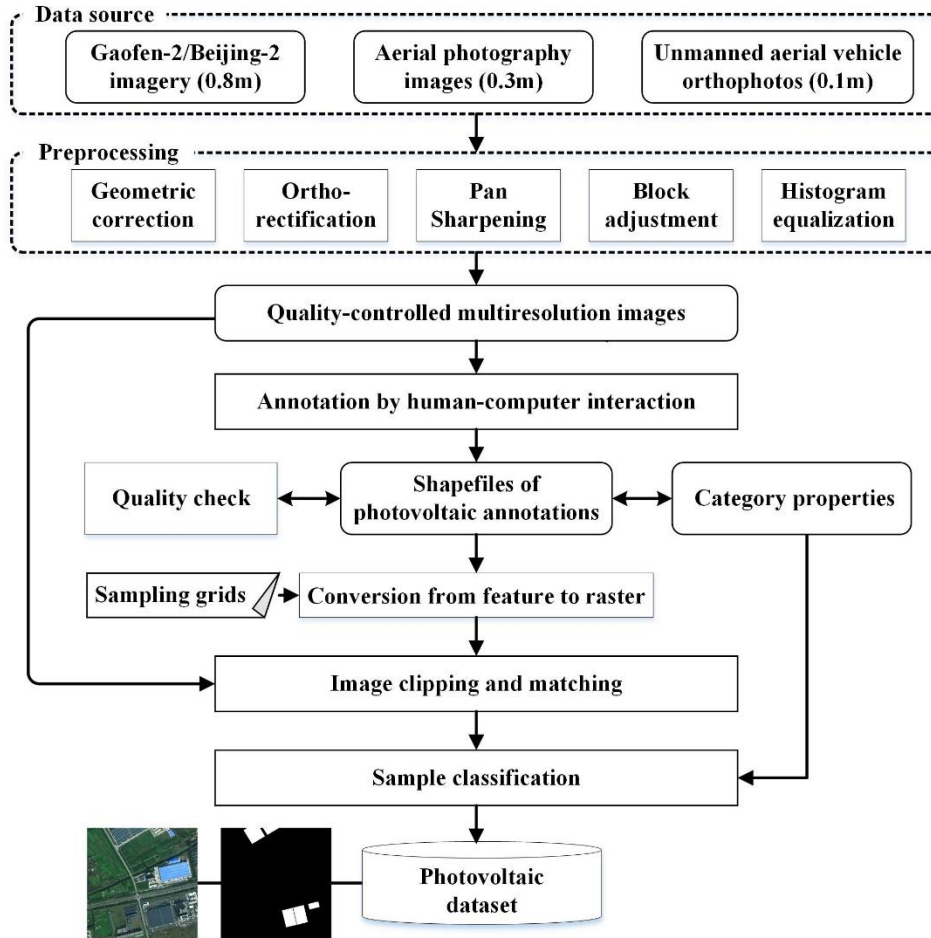 Data source
Gaofen-2/Beijing-2
imagery (0.8m)
Aerial photography
images (0.3m)
Unmanned aerial vehicle
orthophotos (0.1m)
Preprocessing
Geometric
correction
Ortho-
rectification
Pan
Sharpening
Block
adjustment
Histogram
equalization
Quality-controlled multiresolution images
Annotation by human-computer interaction
Quality check
Shapefiles of
photovoltaic annotations
Category properties
Sampling grids
Conversion from feature to raster
Image clipping and matching
Sample classification
Photovoltaic
dataset